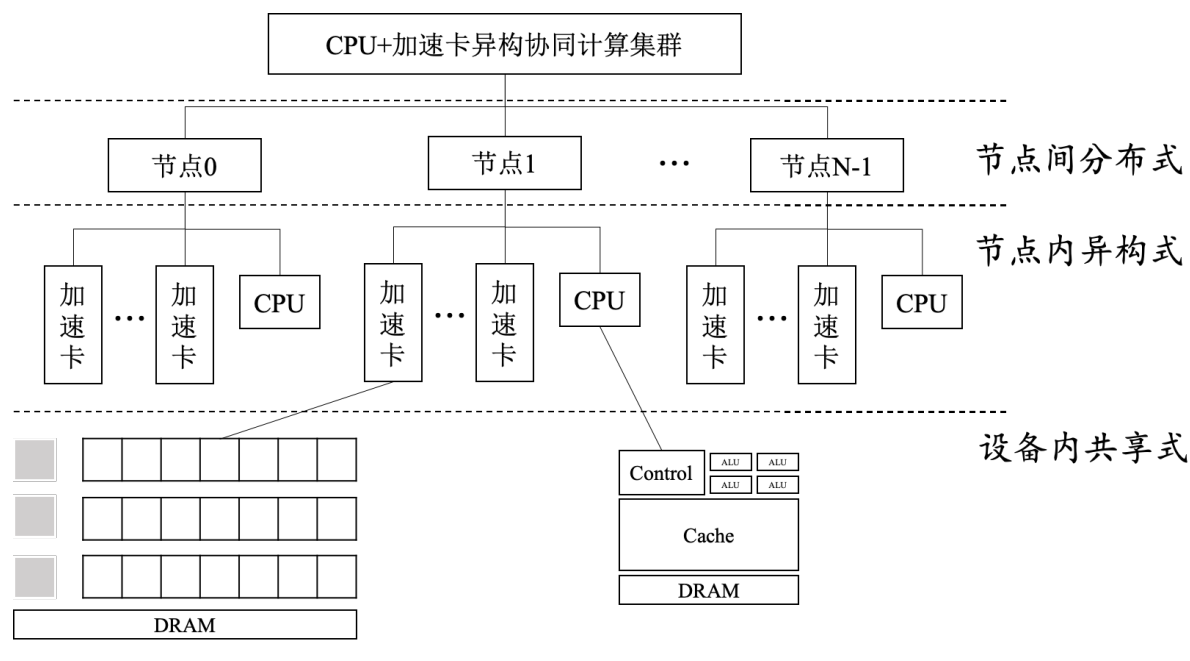 CPU+加速卡异构协同计算集群
节点0
节点1
...
节点N-1
节点间分布式
节点内异构式
加速卡
...
加速卡
CPU
加速卡
...
加速卡
CPU
加速卡
...
加速卡
CPU
设备内共享式
Control
ALU
ALU
ALU
ALU
Cache
DRAM
DRAM